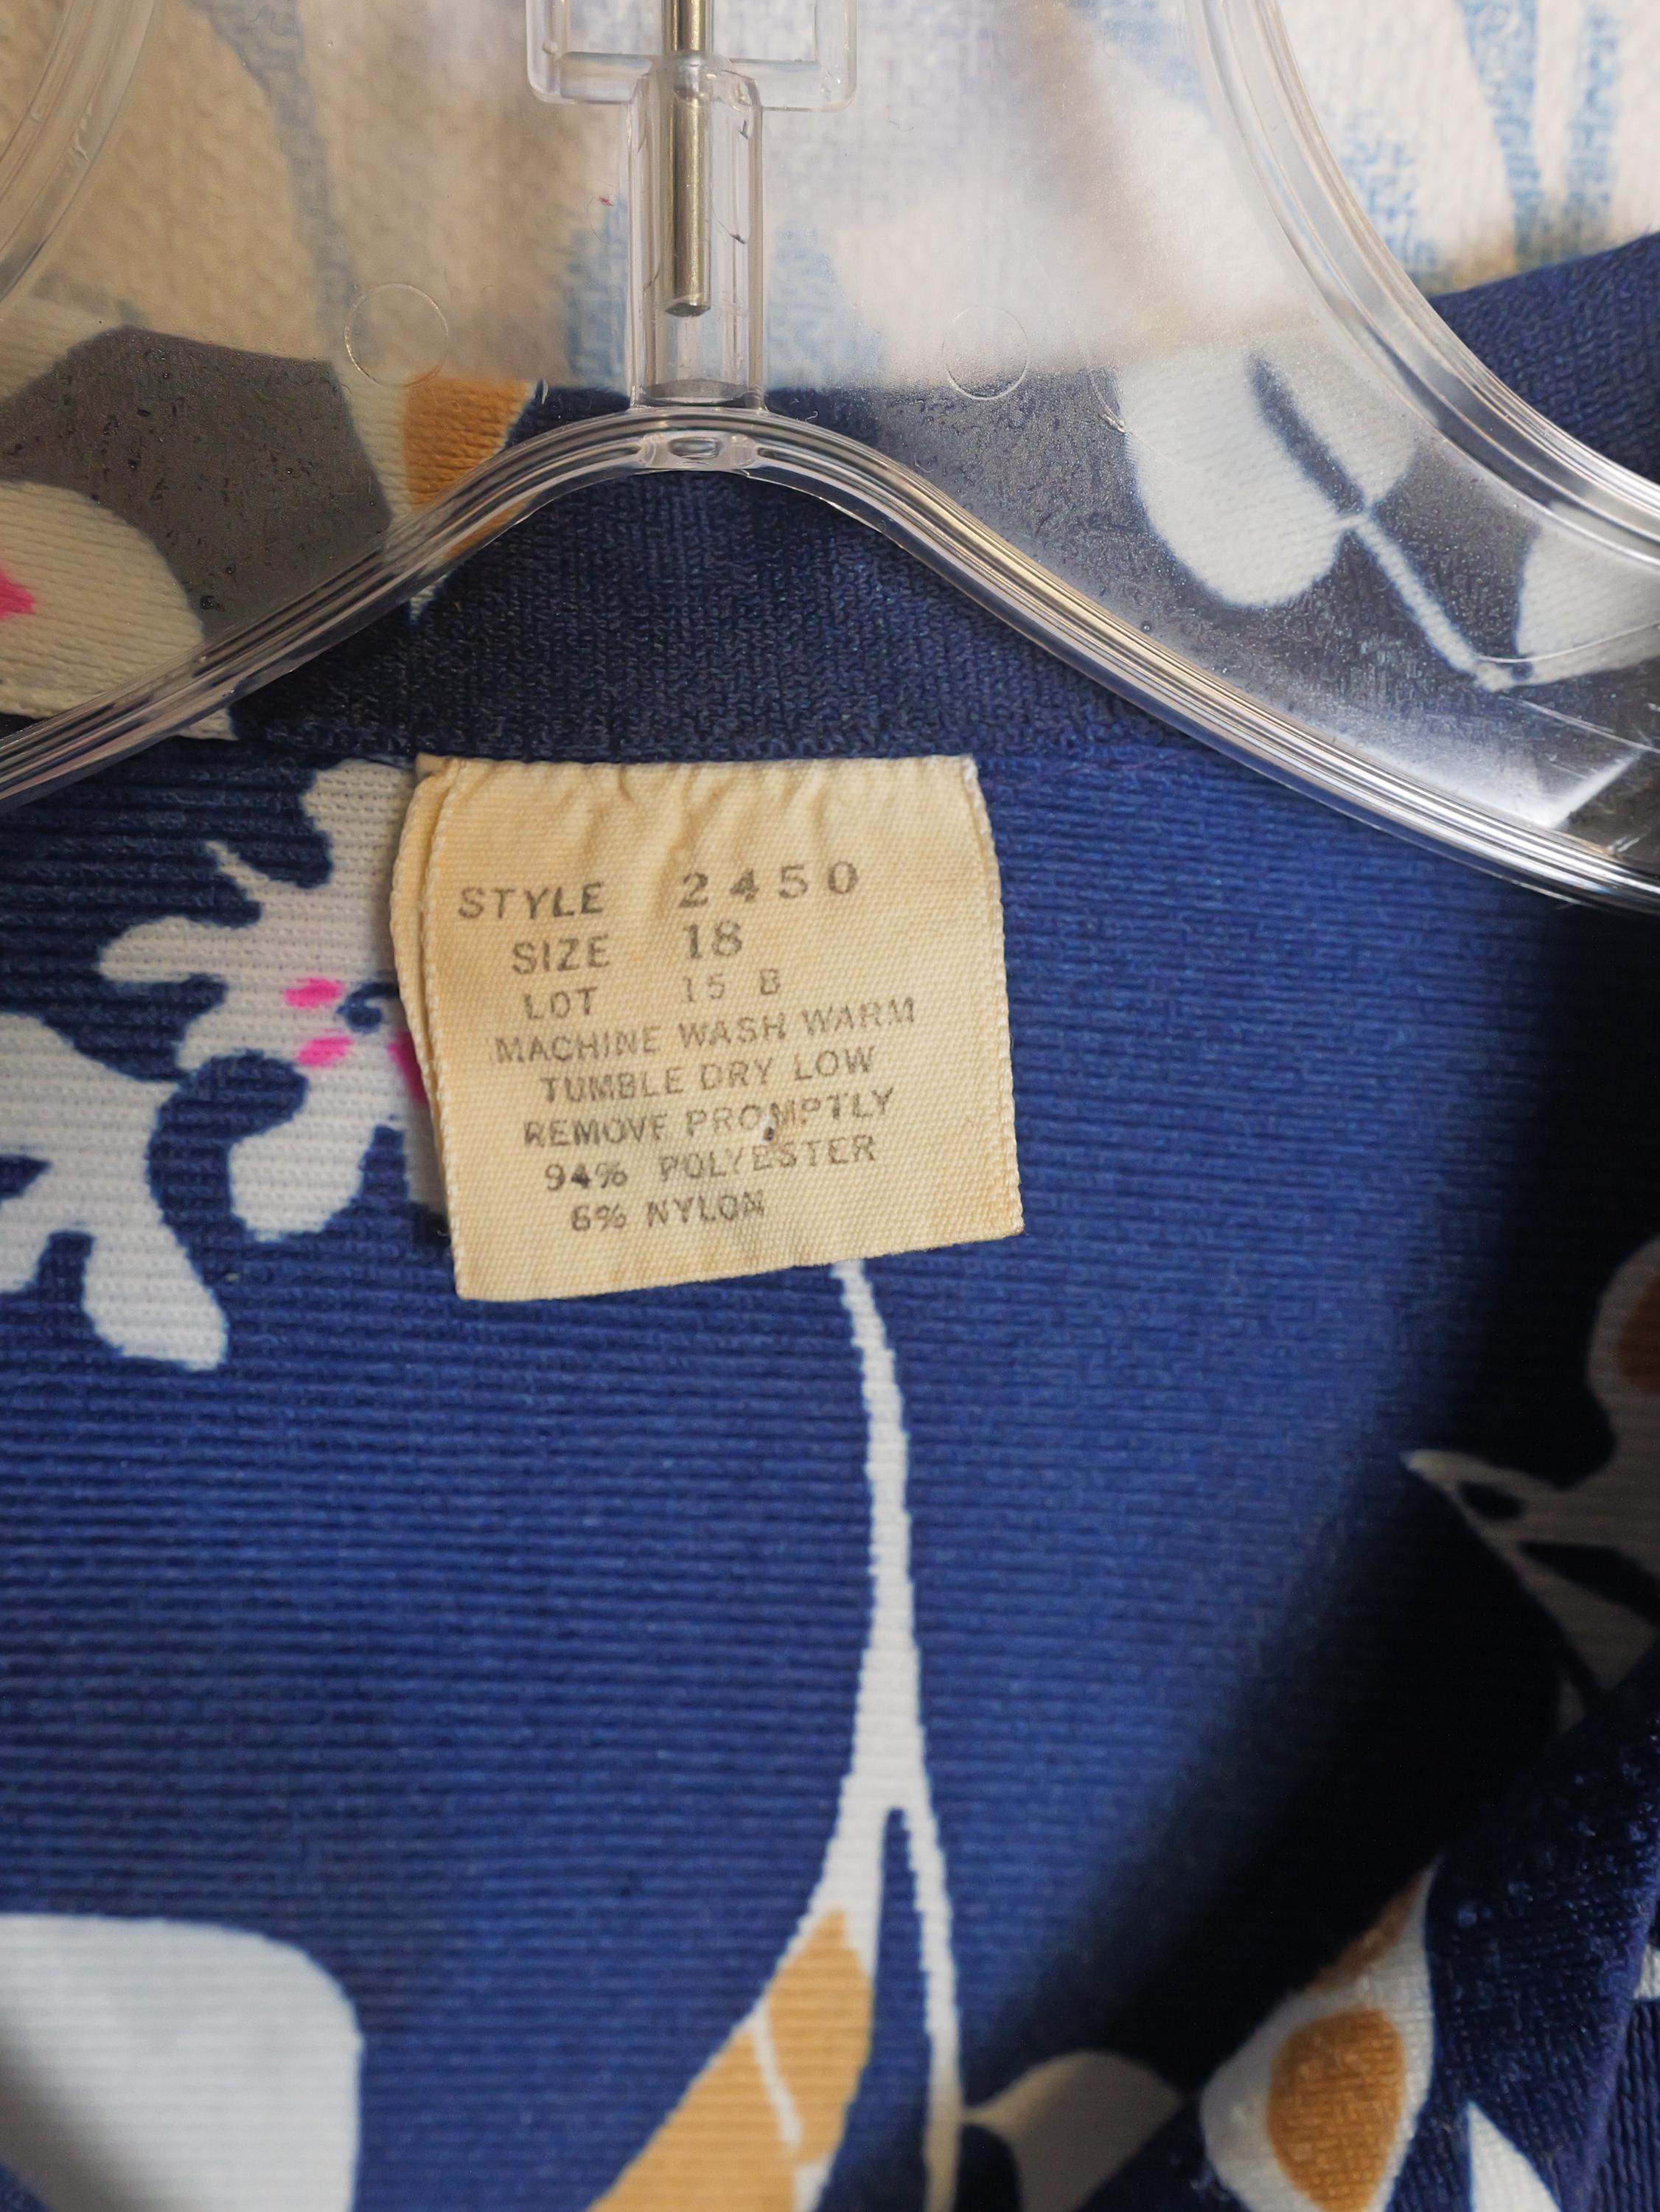 STYLE 2450
SIZE 18
LOT 15 B
MACHINE WASH WARM
TUMBLE DRY LOW
REMOVE PROMPTLY
94% POLYESTER
6% NYLON